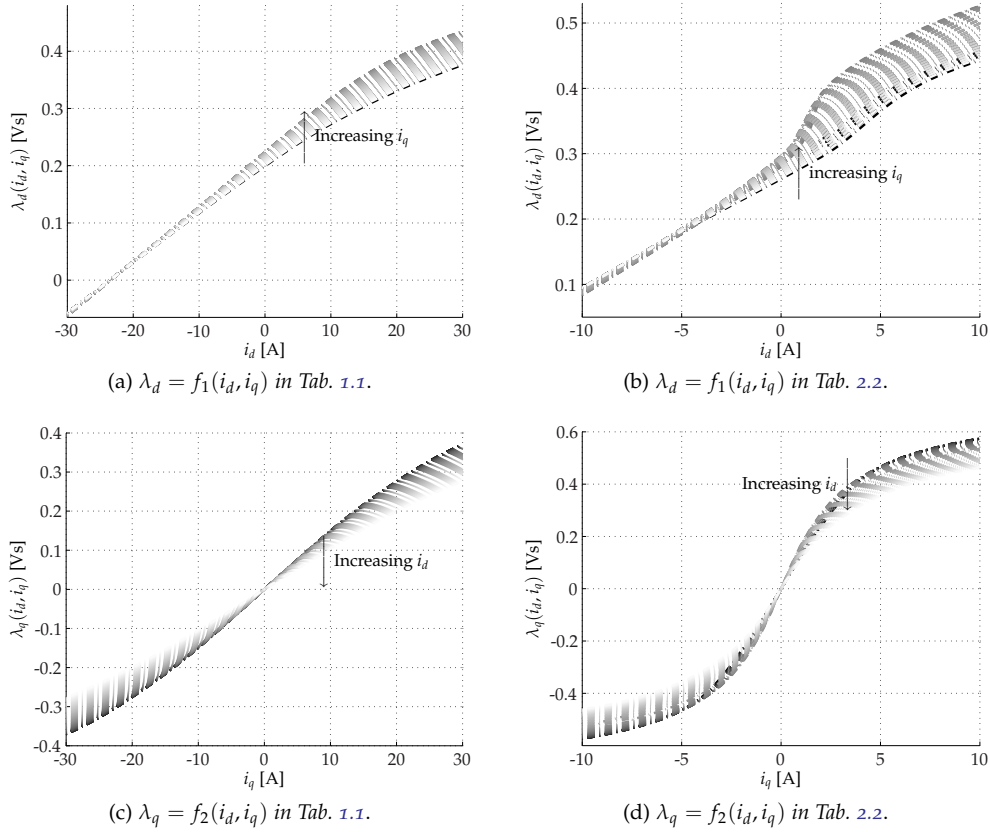 0.4
0.3
0.2
0.1
0
λd(id, iq) [Vs]
Increasing iq
-30 -20 -10 0 10 20 30
id [A]
(a) λd = f1(id, iq) in Tab. 1.1.
0.5
0.4
0.3
0.2
0.1
λd(id, iq) [Vs]
increasing iq
-10 -5 0 5 10
id [A]
(b) λd = f1(id, iq) in Tab. 2.2.
0.4
0.3
0.2
0.1
0
-0.1
-0.2
-0.3
-0.4
λq(id, iq) [Vs]
Increasing id
-30 -20 -10 0 10 20 30
iq [A]
(c) λq = f2(id, iq) in Tab. 1.1.
0.6
0.4
0.2
0
-0.2
-0.4
λq(id, iq) [Vs]
Increasing id
-10 -5 0 5 10
iq [A]
(d) λq = f2(id, iq) in Tab. 2.2.